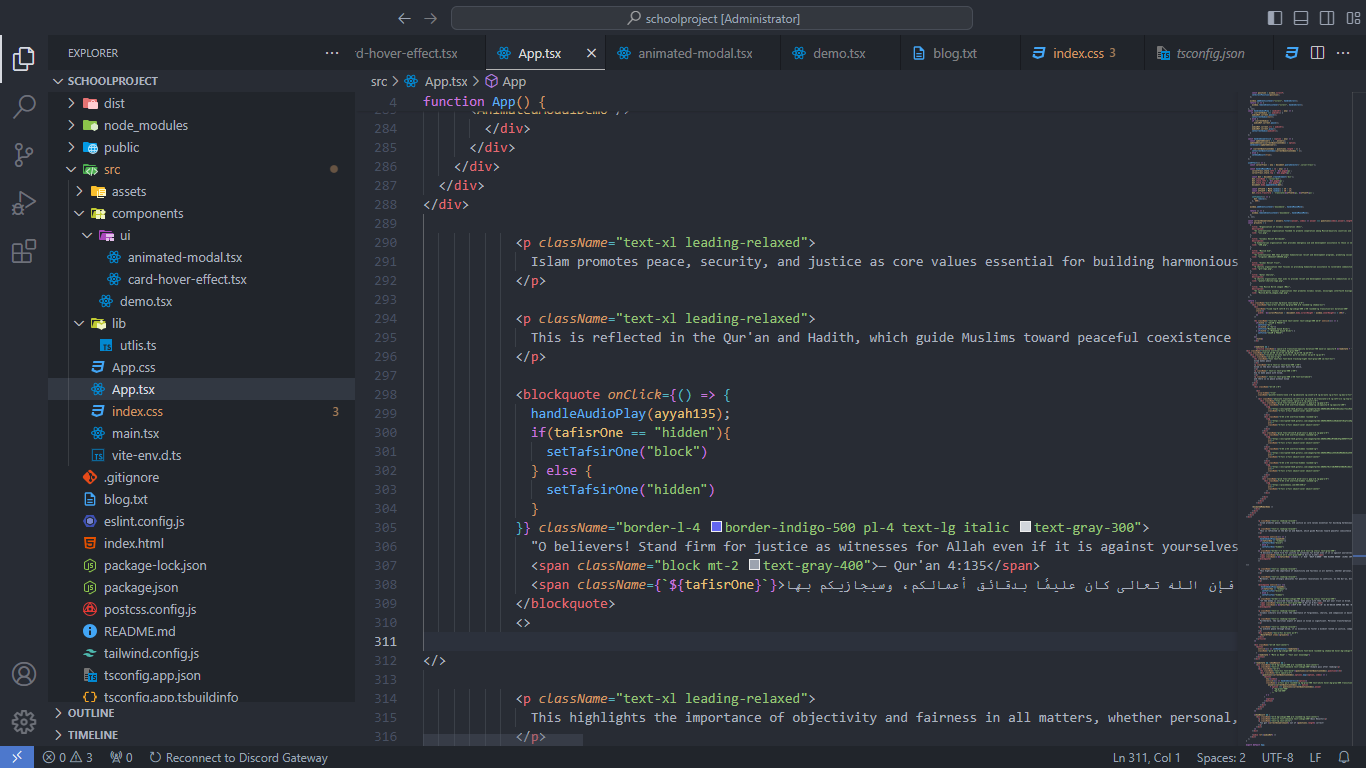 schoolproject [Administrator]
EXPLORER
rd-hover-effect.tsx
App.tsx
animated-modal.tsx
demo.tsx
blog.txt
index.css 3
tsconfig.json
SCHOOLPROJECT
src > App.tsx > App
dist
node_modules
public
src
assets
components
ui
animated-modal.tsx
card-hover-effect.tsx
demo.tsx
lib
utlis.ts
App.css
App.tsx
index.css 3
main.tsx
vite-env.d.ts
.gitignore
blog.txt
eslint.config.js
index.html
package-lock.json
package.json
postcss.config.js
README.md
tailwind.config.js
tsconfig.app.json
tsconfig.app.tsbuildinfo
OUTLINE
TIMELINE
4 function App() {
284 </div>
285 </div>
286 </div>
287 </div>
288 </div>
289
290 <p className="text-xl leading-relaxed">
291 Islam promotes peace, security, and justice as core values essential for building harmonious
292 </p>
293
294 <p className="text-xl leading-relaxed">
295 This is reflected in the Qur'an and Hadith, which guide Muslims toward peaceful coexistence
296 </p>
297
298 <blockquote onClick={() => {
299 handleAudioPlay(ayyah135);
300 if(tafisrOne == "hidden"){
301 setTafsirOne("block")
302 } else {
303 setTafsirOne("hidden")
304 }
305 }} className="border-l-4 border-indigo-500 pl-4 text-lg italic text-gray-300">
306 "O believers! Stand firm for justice as witnesses for Allah even if it is against yourselves
307 <span className="block mt-2 text-gray-400">— Qur'an 4:135</span>
308 <span className={`${tafisrOne}`}>فإن الله تعالى كان عليمًا بدقائق أعمالكم، وسيجازيكم بها
309 </blockquote>
310 <>
311
312 </>
313
314 <p className="text-xl leading-relaxed">
315 This highlights the importance of objectivity and fairness in all matters, whether personal,
316 </p>
0 3 0 Reconnect to Discord Gateway
Ln 311, Col 1 Spaces: 2 UTF-8 LF